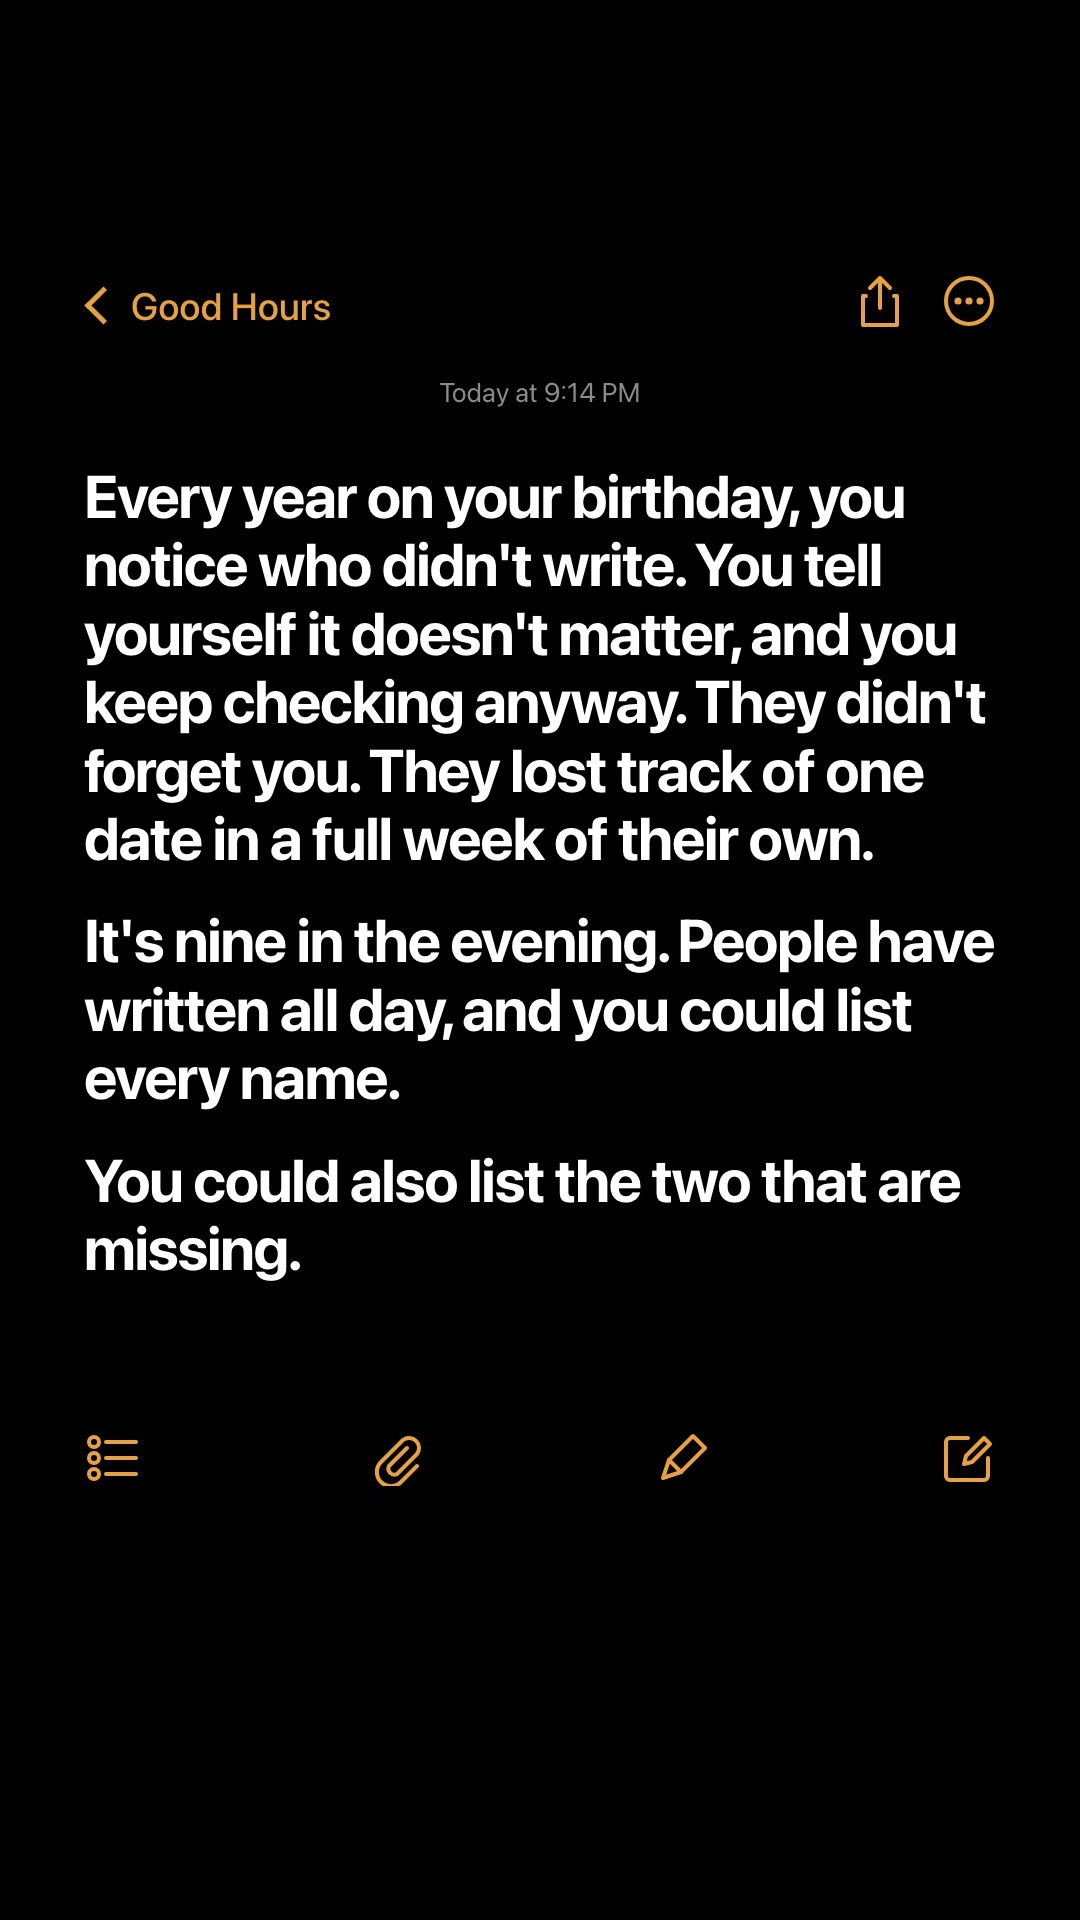 Good Hours
Today at 9:14 PM
Every year on your birthday, you
notice who didn't write. You tell
yourself it doesn't matter, and you
keep checking anyway. They didn't
forget you. They lost track of one
date in a full week of their own.
It's nine in the evening. People have
written all day, and you could list
every name.
You could also list the two that are
missing.